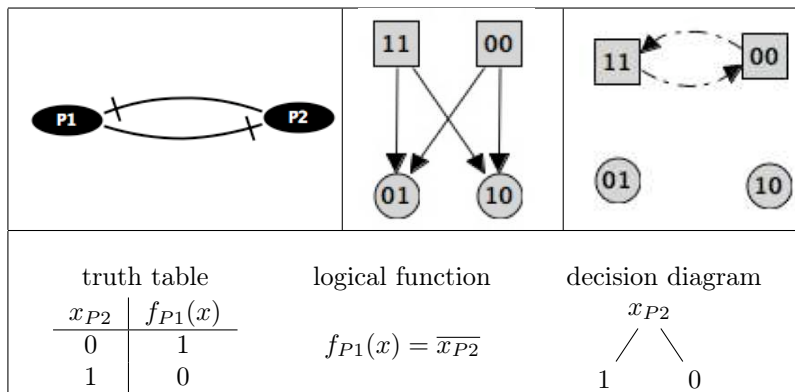 P1 P2
11 00
01 10
11 00
01 10
truth table
x_{P2} f_{P1}(x)
0 1
1 0
logical function
f_{P1}(x) = \overline{x_{P2}}
decision diagram
x_{P2}
1 0